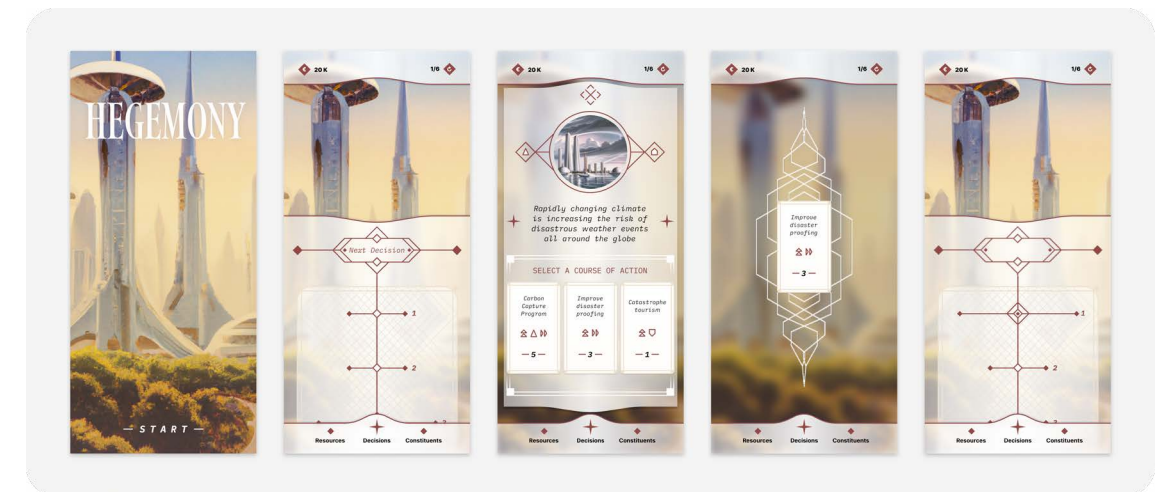 HEGEMONY
— START —
20K
1/6
Next Decision
1
2
Resources
Decisions
Constituents
20K
1/6
Rapidly changing climate
is increasing the risk of
disastrous weather events
all around the globe
SELECT A COURSE OF ACTION
Carbon
Capture
Program
— 5 —
Improve
disaster
proofing
— 3 —
Catastrophe
tourism
— 1 —
Resources
Decisions
Constituents
20K
1/6
Improve
disaster
proofing
— 3 —
Resources
Decisions
Constituents
20K
1/6
1
2
Resources
Decisions
Constituents